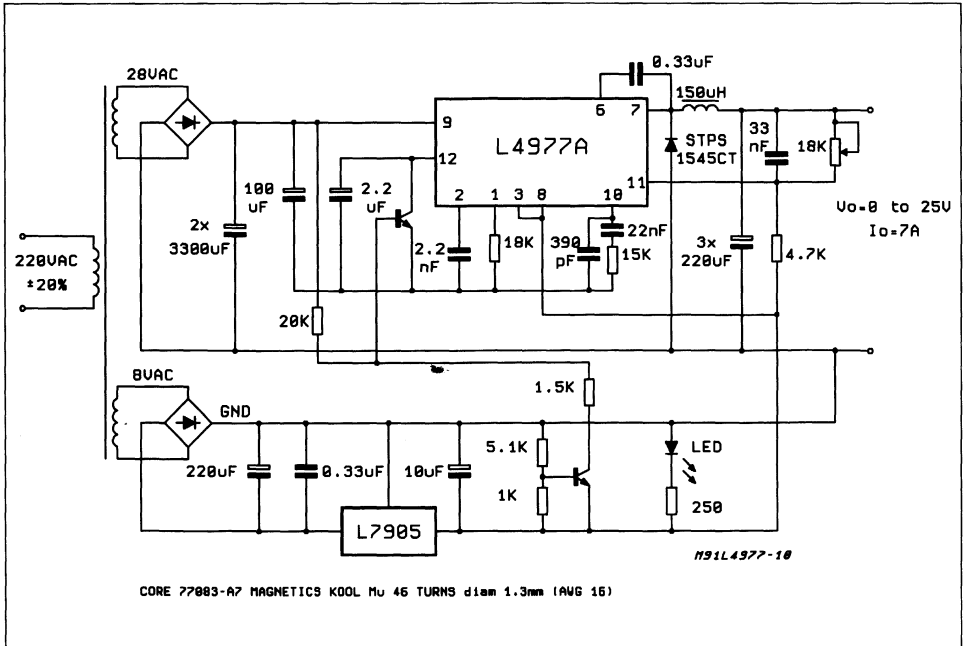 28VAC
0.33uF
150uH
6
7
9
L4977A
12
STPS
1545CT
33
nF
18K
11
100
uF
2.2
uF
2
1
3
8
10
2x
3300uF
2.2
nF
18K
390
pF
22nF
15K
3x
220uF
4.7K
Vo=0 to 25V
Io=7A
220VAC
±20%
20K
8VAC
GND
1.5K
220uF
0.33uF
10uF
5.1K
1K
LED
250
L7905
M91L4977-10
CORE 77083-A7 MAGNETICS KOOL Mu 46 TURNS diam 1.3mm (AWG 16)